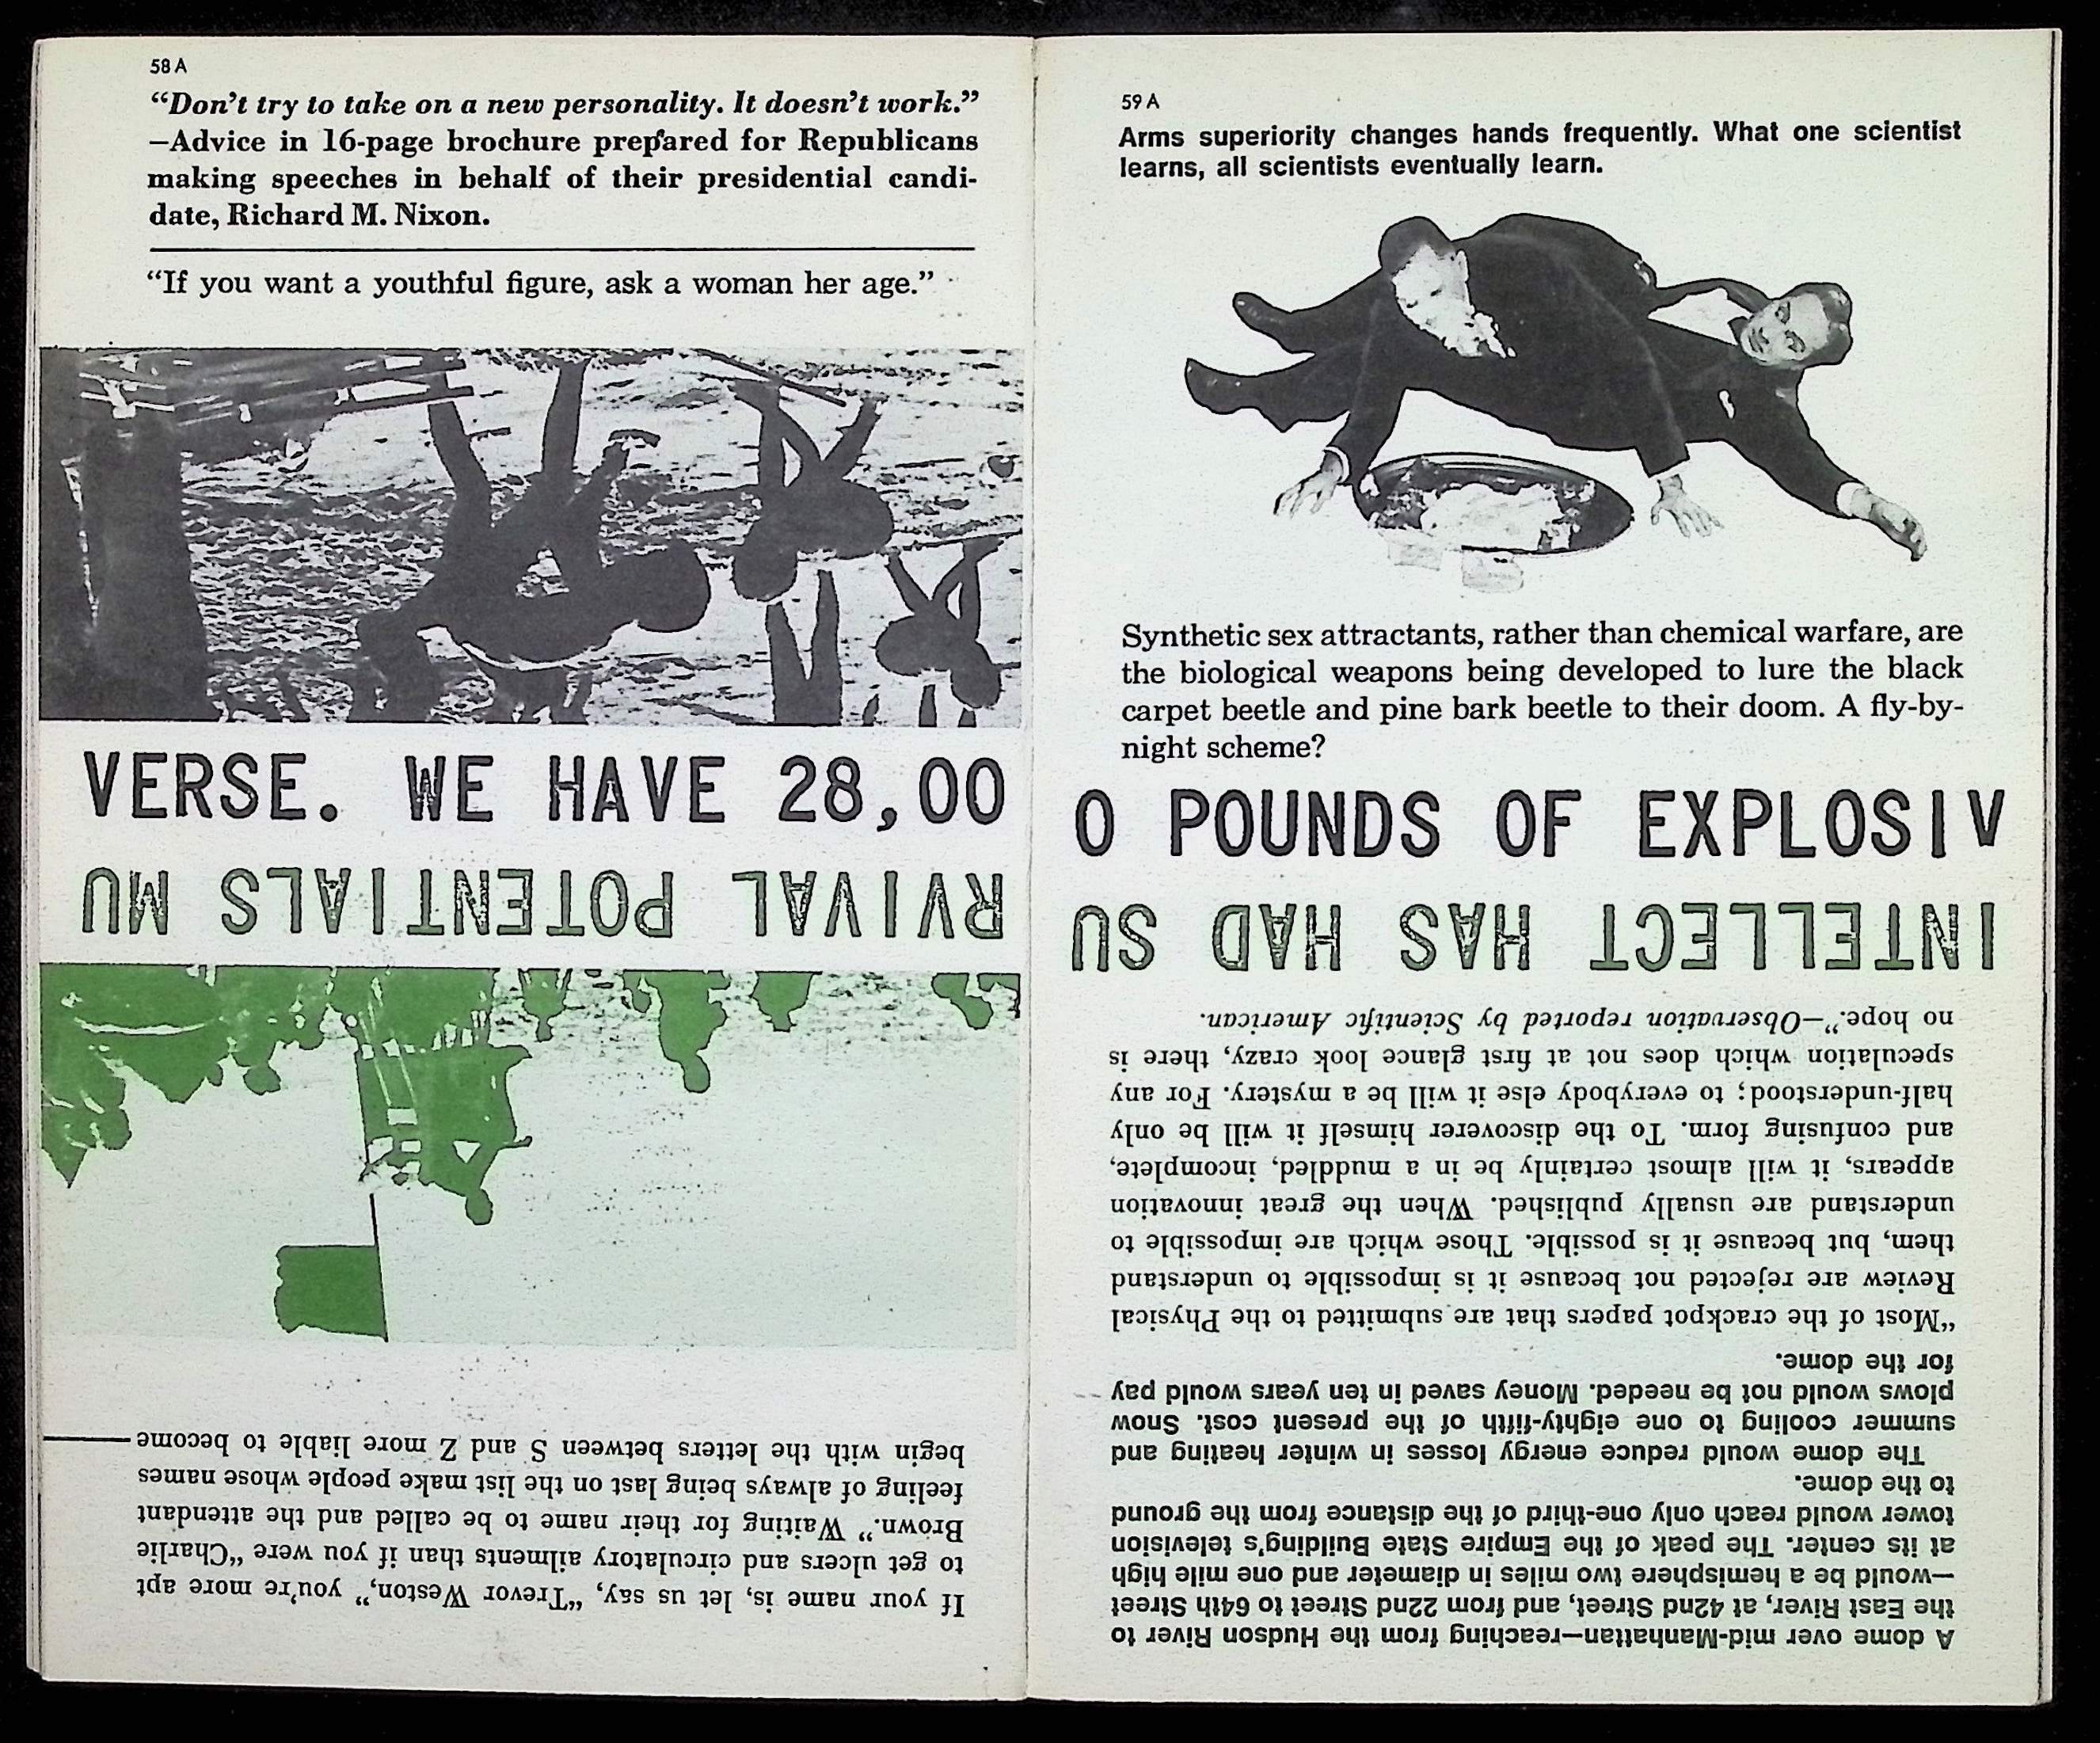 58 A
“Don’t try to take on a new personality. It doesn’t work.”
—Advice in 16-page brochure prepared for Republicans
making speeches in behalf of their presidential candi-
date, Richard M. Nixon.
“If you want a youthful figure, ask a woman her age.”
VERSE. WE HAVE 28,00
59 A
Arms superiority changes hands frequently. What one scientist
learns, all scientists eventually learn.
Synthetic sex attractants, rather than chemical warfare, are
the biological weapons being developed to lure the black
carpet beetle and pine bark beetle to their doom. A fly-by-
night scheme?
0 POUNDS OF EXPLOSIV
A dome over mid-Manhattan—reaching from the Hudson River to
the East River, at 42nd Street, and from 22nd Street to 64th Street
—would be a hemisphere two miles in diameter and one mile high
at its center. The peak of the Empire State Building’s television
tower would reach only one-third of the distance from the ground
to the dome.
The dome would reduce energy losses in winter heating and
summer cooling to one eighty-fifth of the present cost. Snow
plows would not be needed. Money saved in ten years would pay
for the dome.
“Most of the crackpot papers that are submitted to the Physical
Review are rejected not because it is impossible to understand
them, but because it is possible. Those which are impossible to
understand are usually published. When the great innovation
appears, it will almost certainly be in a muddled, incomplete,
and confusing form. To the discoverer himself it will be only
half-understood; to everybody else it will be a mystery. For any
speculation which does not at first glance look crazy, there is
no hope.”—Observation reported by Scientific American.
INTELLECT HAS HAD SU
If your name is, let us say, “Trevor Weston,” you’re more apt
to get ulcers and circulatory ailments than if you were “Charlie
Brown.” Waiting for their name to be called and the attendant
feeling of always being last on the list make people whose names
begin with the letters between S and Z more liable to become
RVIVAL POTENTIALS MU